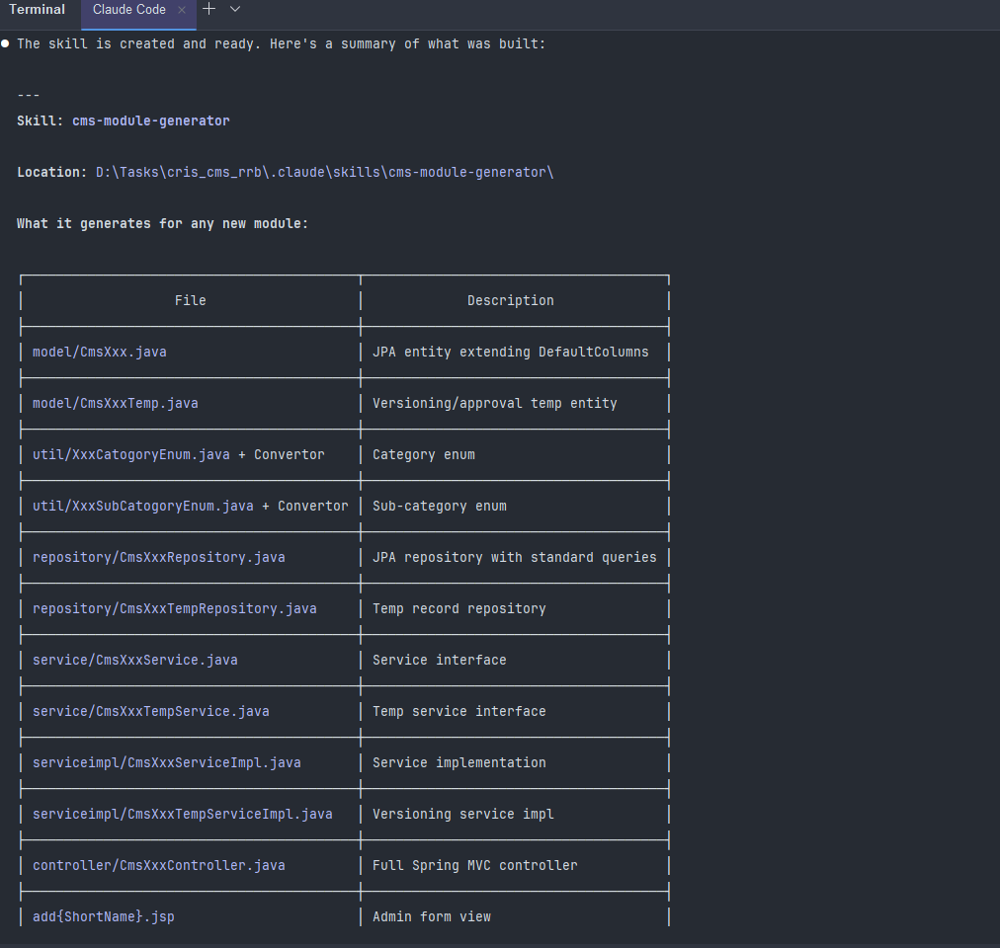 Terminal Claude Code × + ⌄
● The skill is created and ready. Here's a summary of what was built:
---
Skill: cms-module-generator
Location: D:\Tasks\cris_cms_rrb\.claude\skills\cms-module-generator\
What it generates for any new module:
File Description
model/CmsXxx.java JPA entity extending DefaultColumns
model/CmsXxxTemp.java Versioning/approval temp entity
util/XxxCatogoryEnum.java + Convertor Category enum
util/XxxSubCatogoryEnum.java + Convertor Sub-category enum
repository/CmsXxxRepository.java JPA repository with standard queries
repository/CmsXxxTempRepository.java Temp record repository
service/CmsXxxService.java Service interface
service/CmsXxxTempService.java Temp service interface
serviceimpl/CmsXxxServiceImpl.java Service implementation
serviceimpl/CmsXxxTempServiceImpl.java Versioning service impl
controller/CmsXxxController.java Full Spring MVC controller
add{ShortName}.jsp Admin form view